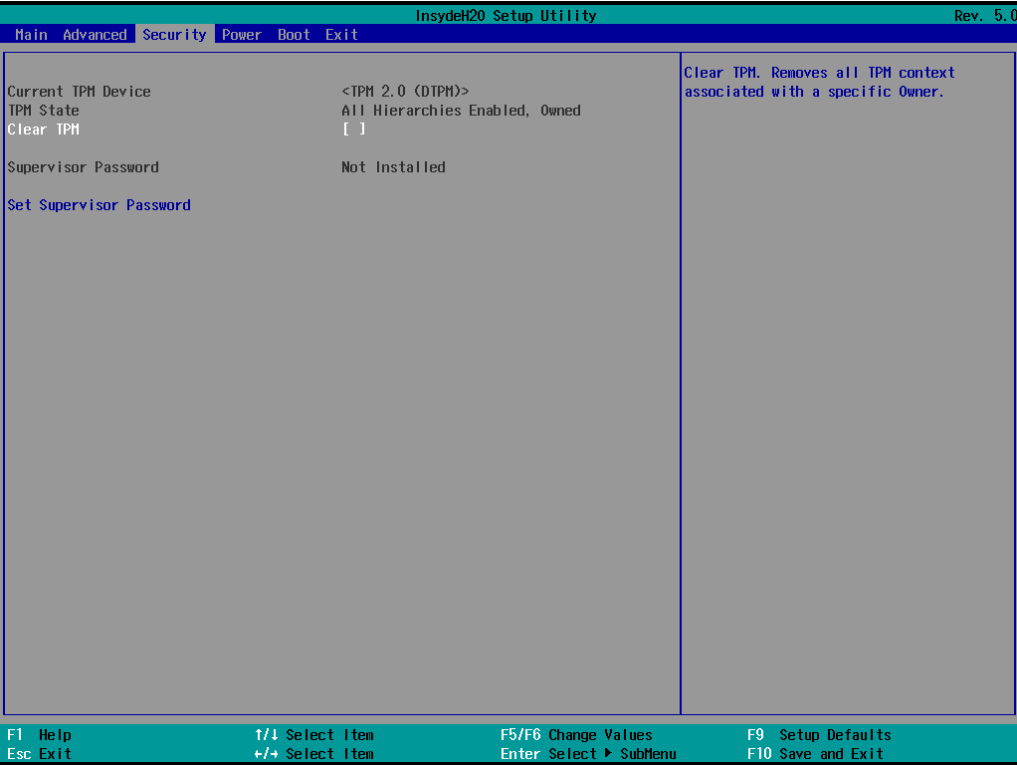 InsydeH20 Setup Utility Rev. 5.0
Main Advanced Security Power Boot Exit
Clear TPM. Removes all TPM context
associated with a specific Owner.
Current TPM Device <TPM 2.0 (DTPM)>
TPM State All Hierarchies Enabled, Owned
Clear TPM [ ]
Supervisor Password Not Installed
Set Supervisor Password
F1 Help ↑/↓ Select Item F5/F6 Change Values F9 Setup Defaults
Esc Exit ←/→ Select Item Enter Select ▶ SubMenu F10 Save and Exit